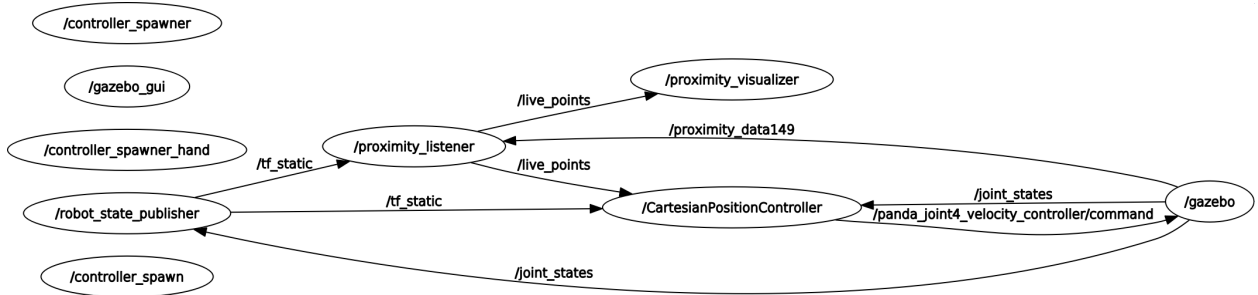 /controller_spawner
/gazebo_gui
/proximity_visualizer
/live_points
/proximity_data149
/controller_spawner_hand
/proximity_listener
/tf_static
/live_points
/joint_states
/tf_static
/robot_state_publisher
/CartesianPositionController
/gazebo
/panda_joint4_velocity_controller/command
/controller_spawn
/joint_states